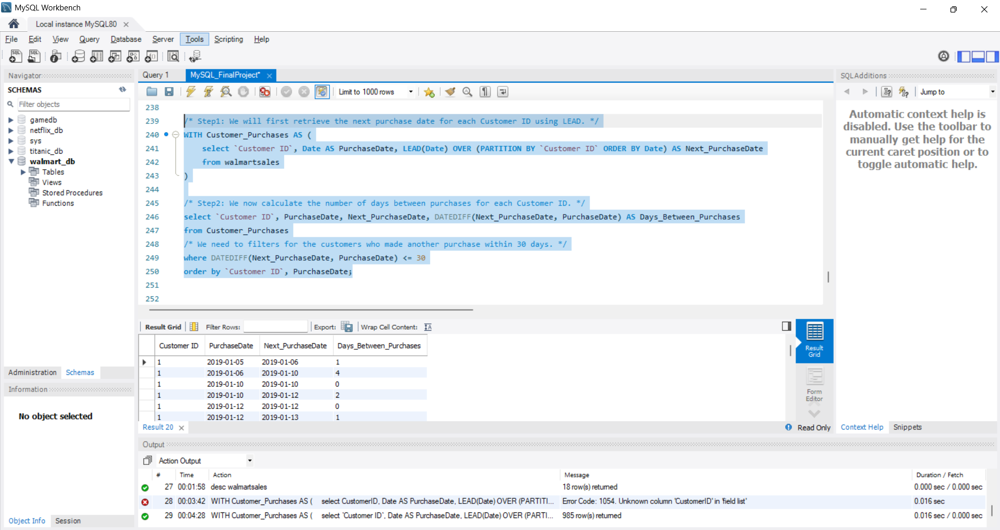 MySQL Workbench
Local instance MySQL80
File Edit View Query Database Server Tools Scripting Help
Navigator
SCHEMAS
Filter objects
gamedb
netflix_db
sys
titanic_db
walmart_db
Tables
Views
Stored Procedures
Functions
Administration Schemas
Information
No object selected
Object Info Session
Query 1 MySQL_FinalProject*
Limit to 1000 rows
238
239 /* Step1: We will first retrieve the next purchase date for each Customer ID using LEAD. */
240 WITH Customer_Purchases AS (
241 select `Customer ID`, Date AS PurchaseDate, LEAD(Date) OVER (PARTITION BY `Customer ID` ORDER BY Date) AS Next_PurchaseDate
242 from walmartsales
243 )
244
245 /* Step2: We now calculate the number of days between purchases for each Customer ID. */
246 select `Customer ID`, PurchaseDate, Next_PurchaseDate, DATEDIFF(Next_PurchaseDate, PurchaseDate) AS Days_Between_Purchases
247 from Customer_Purchases
248 /* We need to filters for the customers who made another purchase within 30 days. */
249 where DATEDIFF(Next_PurchaseDate, PurchaseDate) <= 30
250 order by `Customer ID`, PurchaseDate;
251
252
Result Grid Filter Rows: Export: Wrap Cell Content:
Customer ID PurchaseDate Next_PurchaseDate Days_Between_Purchases
1 2019-01-05 2019-01-06 1
1 2019-01-06 2019-01-10 4
1 2019-01-10 2019-01-10 0
1 2019-01-10 2019-01-12 2
1 2019-01-12 2019-01-12 0
1 2019-01-12 2019-01-13 1
Result Grid
Form Editor
Result 20
Read Only
SQLAdditions
Jump to
Automatic context help is
disabled. Use the toolbar to
manually get help for the
current caret position or to
toggle automatic help.
Context Help Snippets
Output
Action Output
# Time Action Message Duration / Fetch
27 00:01:58 desc walmartsales 18 row(s) returned 0.000 sec / 0.000 sec
28 00:03:42 WITH Customer_Purchases AS ( select CustomerID, Date AS PurchaseDate, LEAD(Date) OVER (PARTITI... Error Code: 1054. Unknown column 'CustomerID' in 'field list' 0.016 sec
29 00:04:28 WITH Customer_Purchases AS ( select `Customer ID`, Date AS PurchaseDate, LEAD(Date) OVER (PARTI... 985 row(s) returned 0.016 sec / 0.000 sec